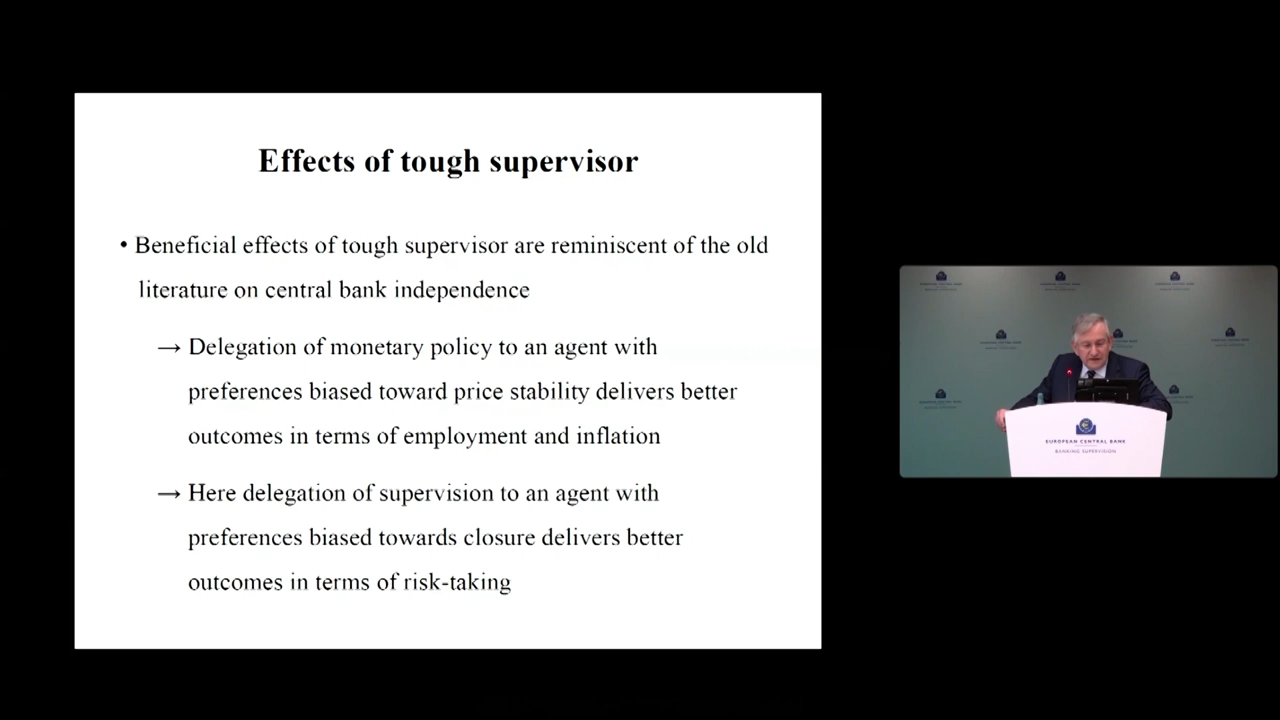 Effects of tough supervisor
• Beneficial effects of tough supervisor are reminiscent of the old
literature on central bank independence
→ Delegation of monetary policy to an agent with
preferences biased toward price stability delivers better
outcomes in terms of employment and inflation
→ Here delegation of supervision to an agent with
preferences biased towards closure delivers better
outcomes in terms of risk-taking
EUROPEAN CENTRAL BANK
BANKING SUPERVISION